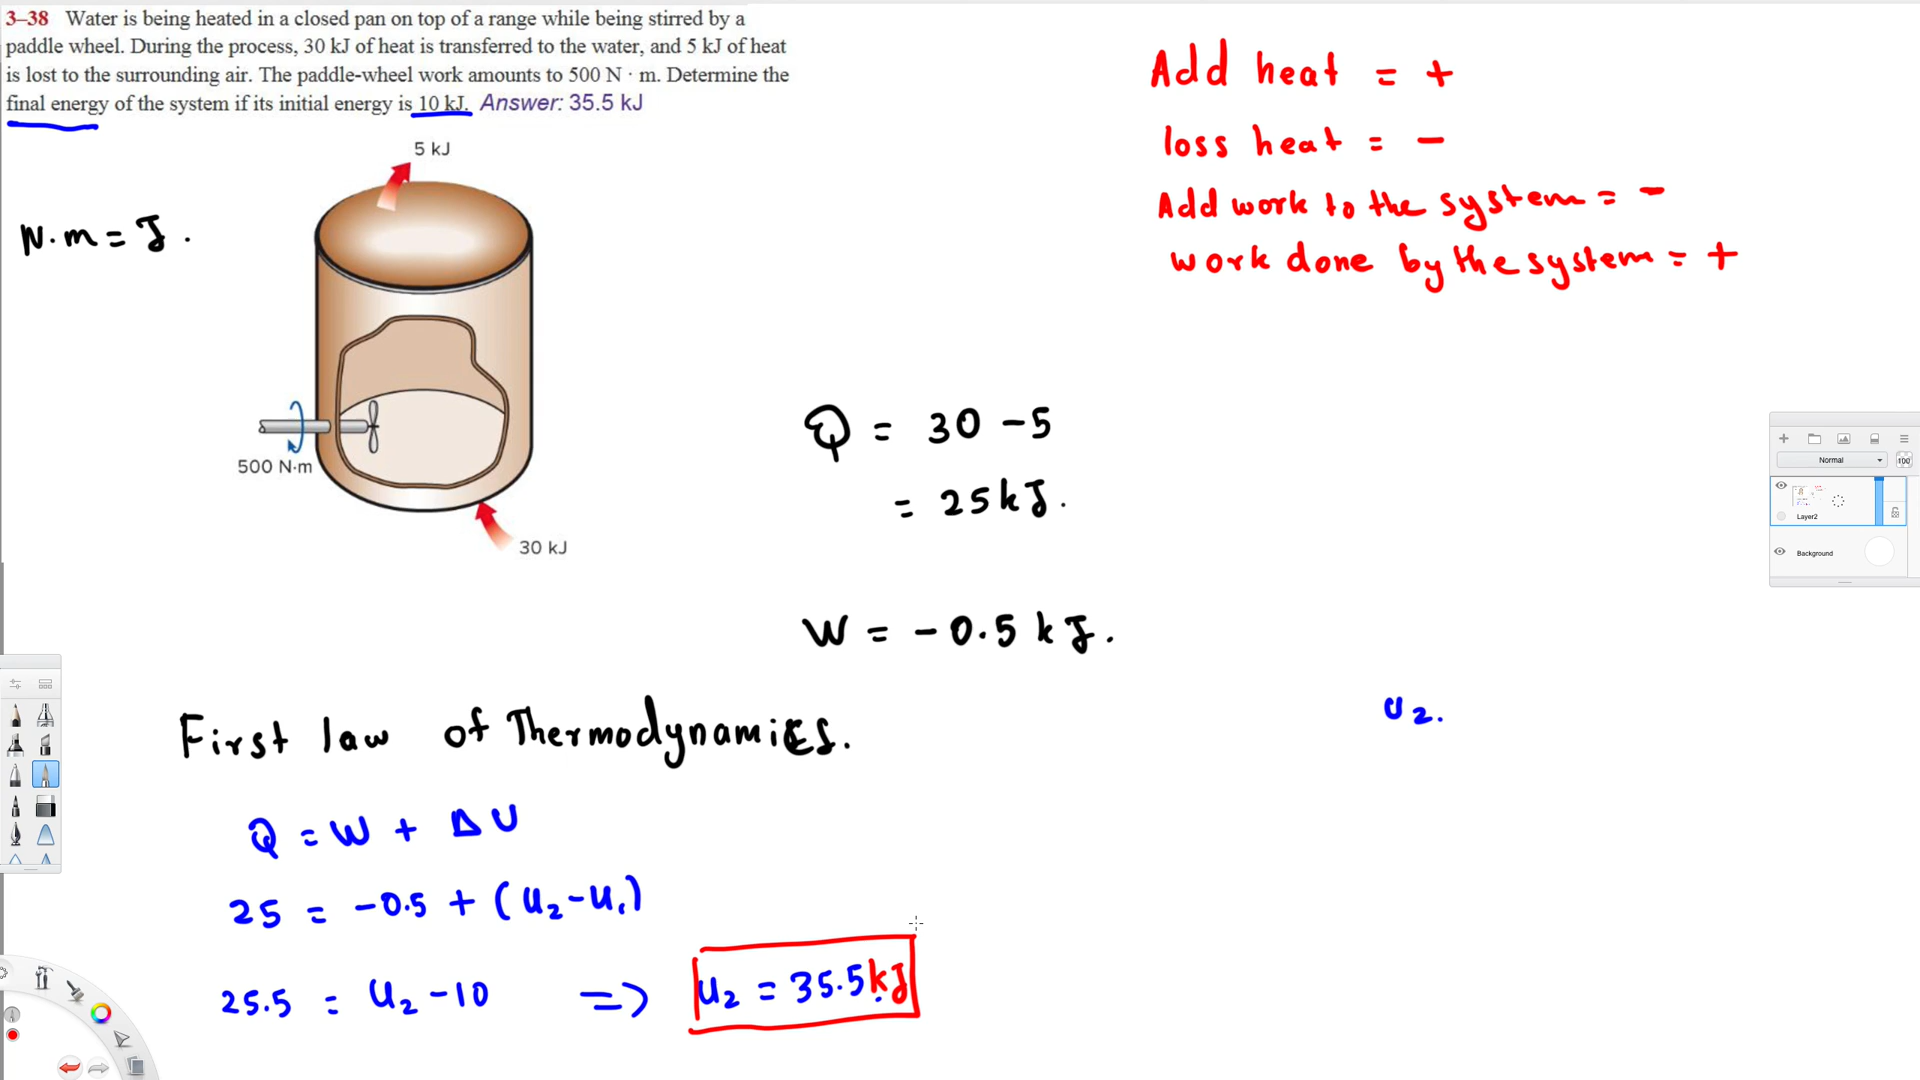 3–38 Water is being heated in a closed pan on top of a range while being stirred by a
paddle wheel. During the process, 30 kJ of heat is transferred to the water, and 5 kJ of heat
is lost to the surrounding air. The paddle-wheel work amounts to 500 N · m. Determine the
final energy of the system if its initial energy is 10 kJ. Answer: 35.5 kJ
Add heat = +
loss heat = -
Add work to the system = -
work done by the system = +
5 kJ
N.m = J.
500 N·m
30 kJ
Q = 30 - 5
= 25 kJ.
W = - 0.5 kJ.
Normal
100
Layer2
Background
First law of Thermodynamics.
U2.
Q = W + ΔU
25 = -0.5 + (U2 - U1)
25.5 = U2 - 10 => U2 = 35.5 kJ